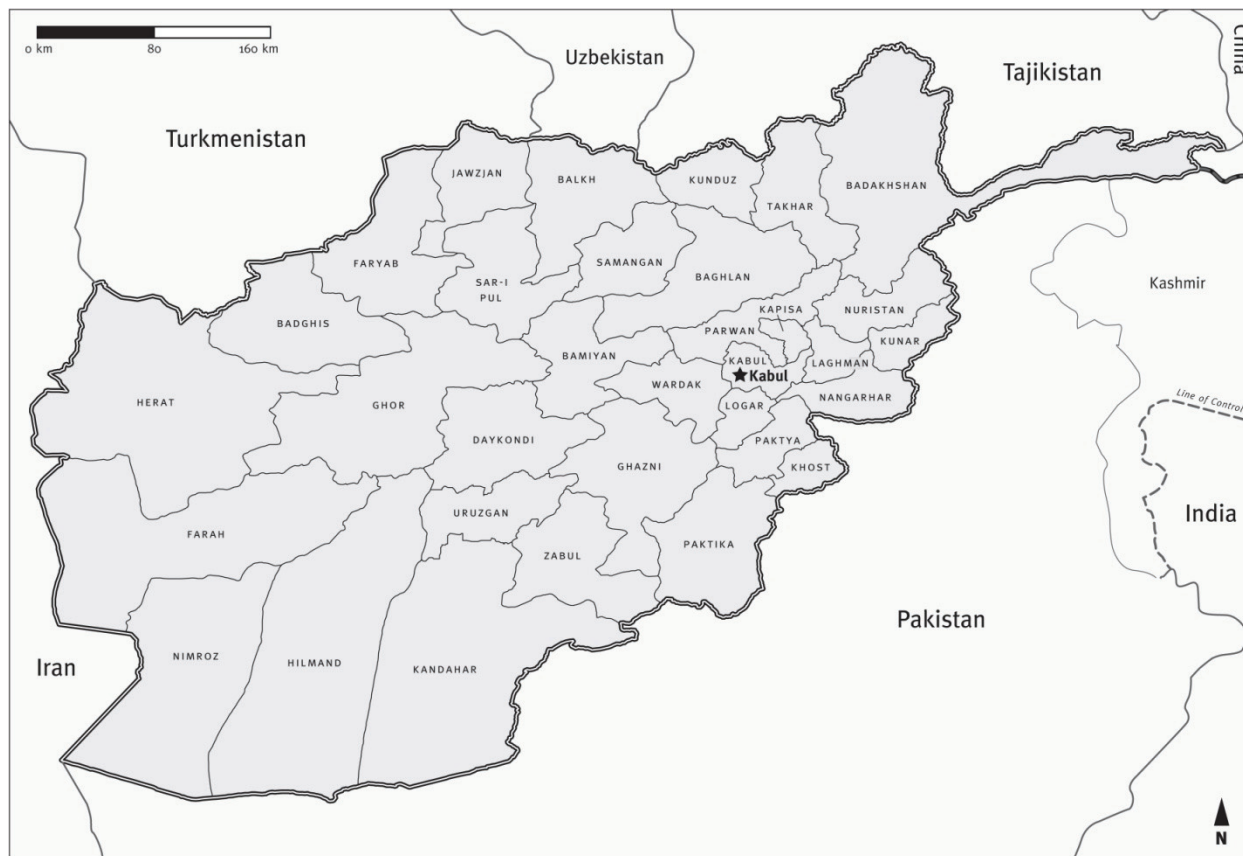 0 km 80 160 km
Uzbekistan
China
Tajikistan
Turkmenistan
JAWZJAN
BALKH
KUNDUZ
TAKHAR
BADAKHSHAN
FARYAB
SAMANGAN
BAGHLAN
SAR-I
PUL
Kashmir
BADGHIS
KAPISA
NURISTAN
PARWAN
KUNAR
BAMIYAN
KABUL
LAGHMAN
Kabul
WARDAK
HERAT
GHOR
NANGARHAR
LOGAR
Line of Control
DAYKONDI
PAKTYA
GHAZNI
KHOST
URUZGAN
India
FARAH
ZABUL
PAKTIKA
Pakistan
NIMROZ
HILMAND
KANDAHAR
Iran
N